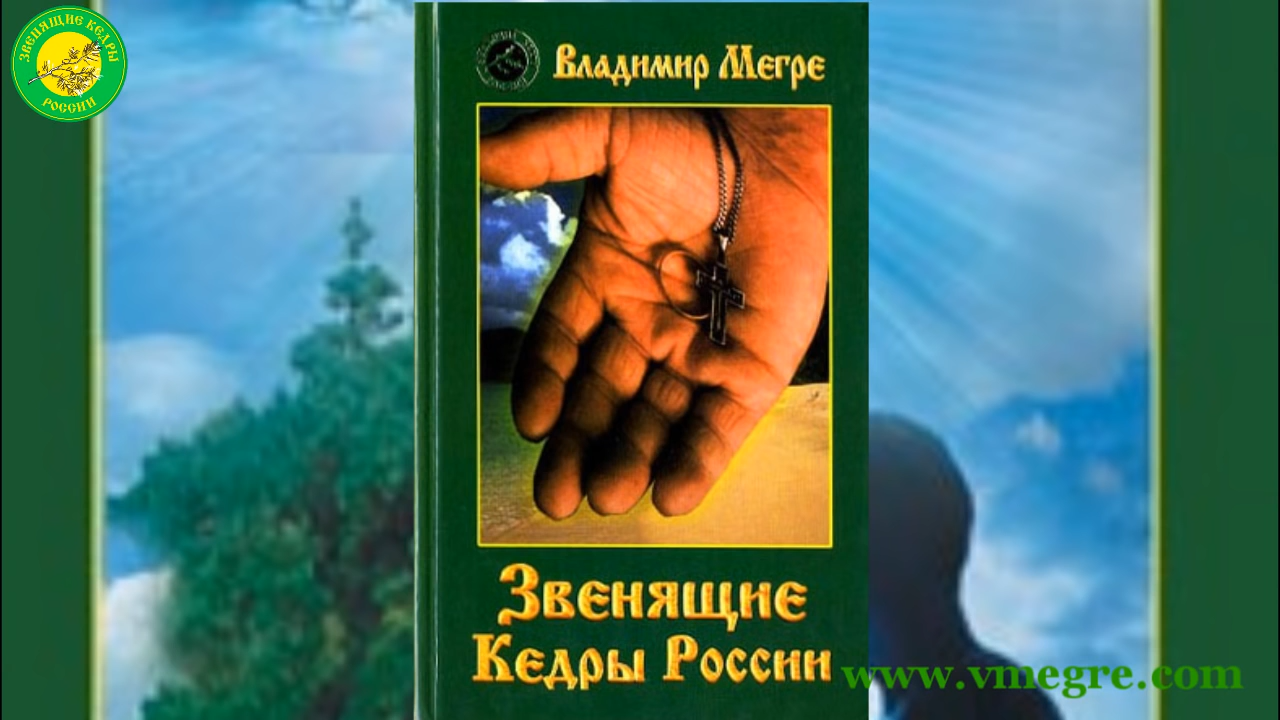 ЗВЕНЯЩИЕ КЕДРЫ
РОССИИ
Владимир Мегре
Звенящие
Кедры России
www.vmegre.com